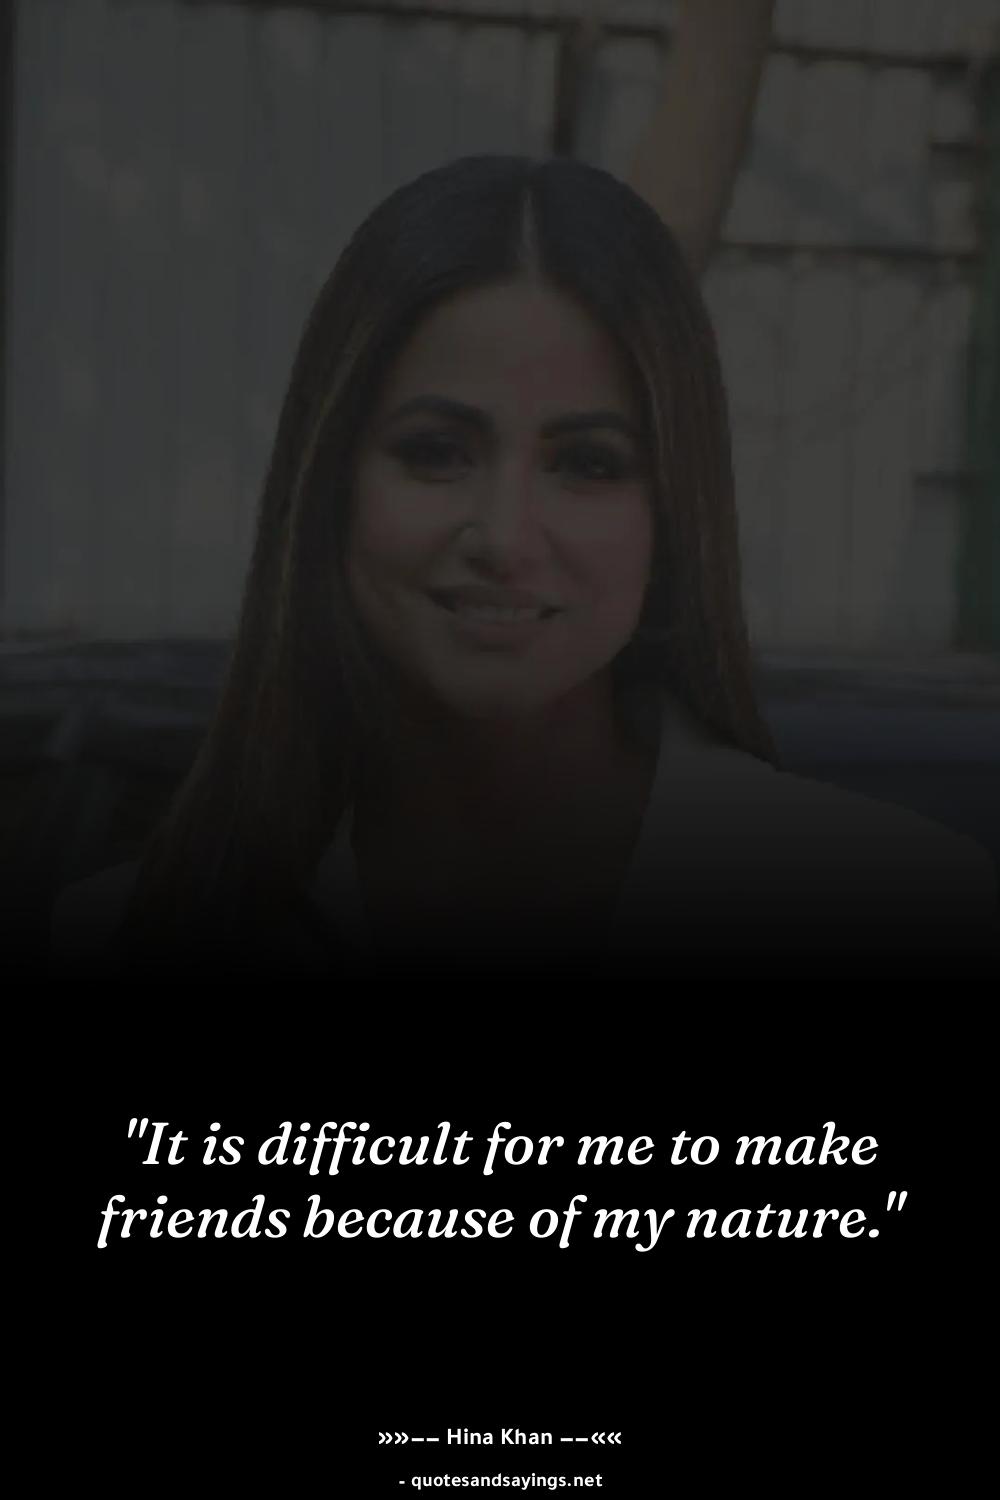 "It is difficult for me to make
friends because of my nature."
»»–– Hina Khan ––««
- quotesandsayings.net